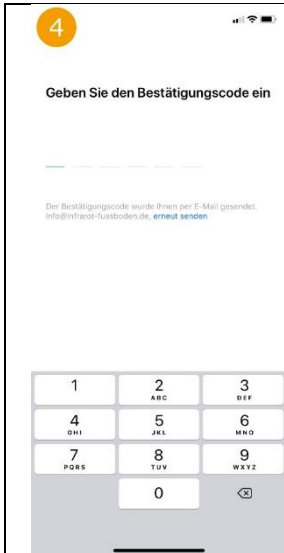 4
Geben Sie den Bestätigungscode ein
Der Bestätigungscode wurde Ihnen per E-Mail gesendet.
info@infrarot-fussboden.de, erneut senden
1 2 3
ABC DEF
4 5 6
GHI JKL MNO
7 8 9
PQRS TUV WXYZ
0